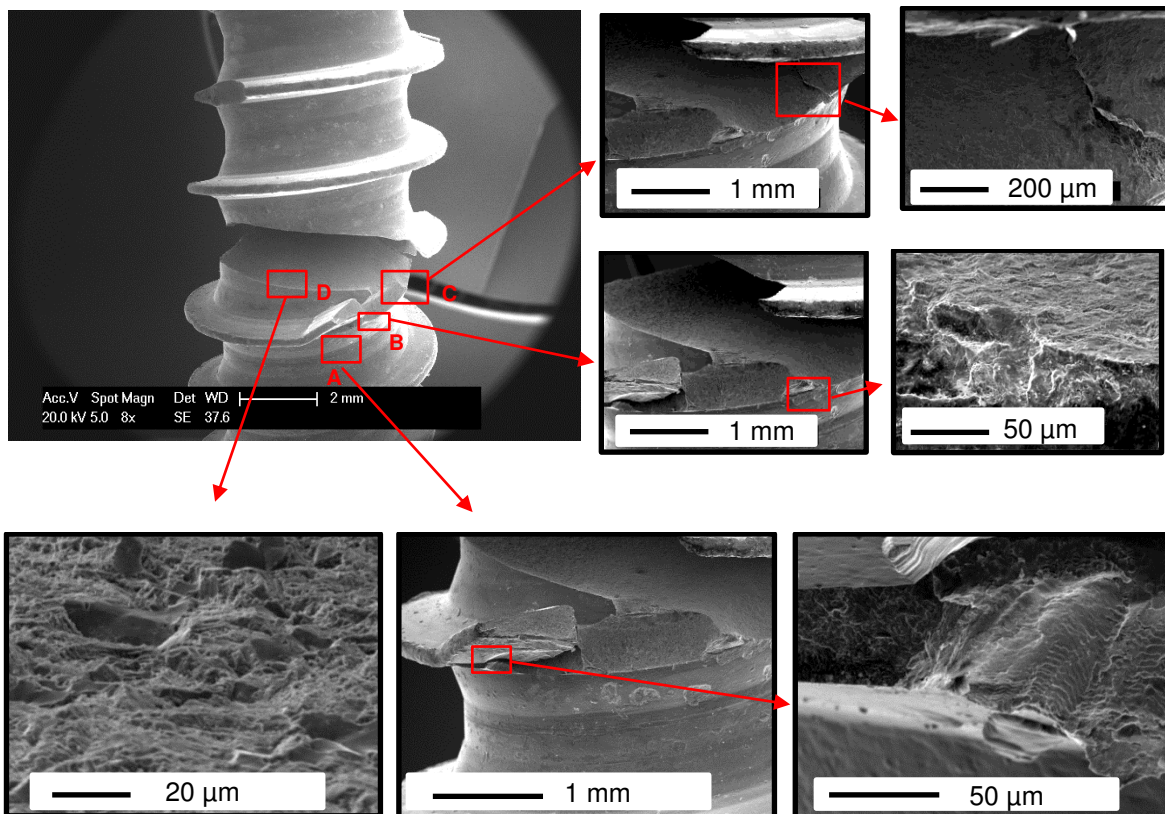 D
C
B
A
Acc.V Spot Magn Det WD
20.0 kV 5.0 8x SE 37.6
2 mm
1 mm
200 µm
1 mm
50 µm
20 µm
1 mm
50 µm